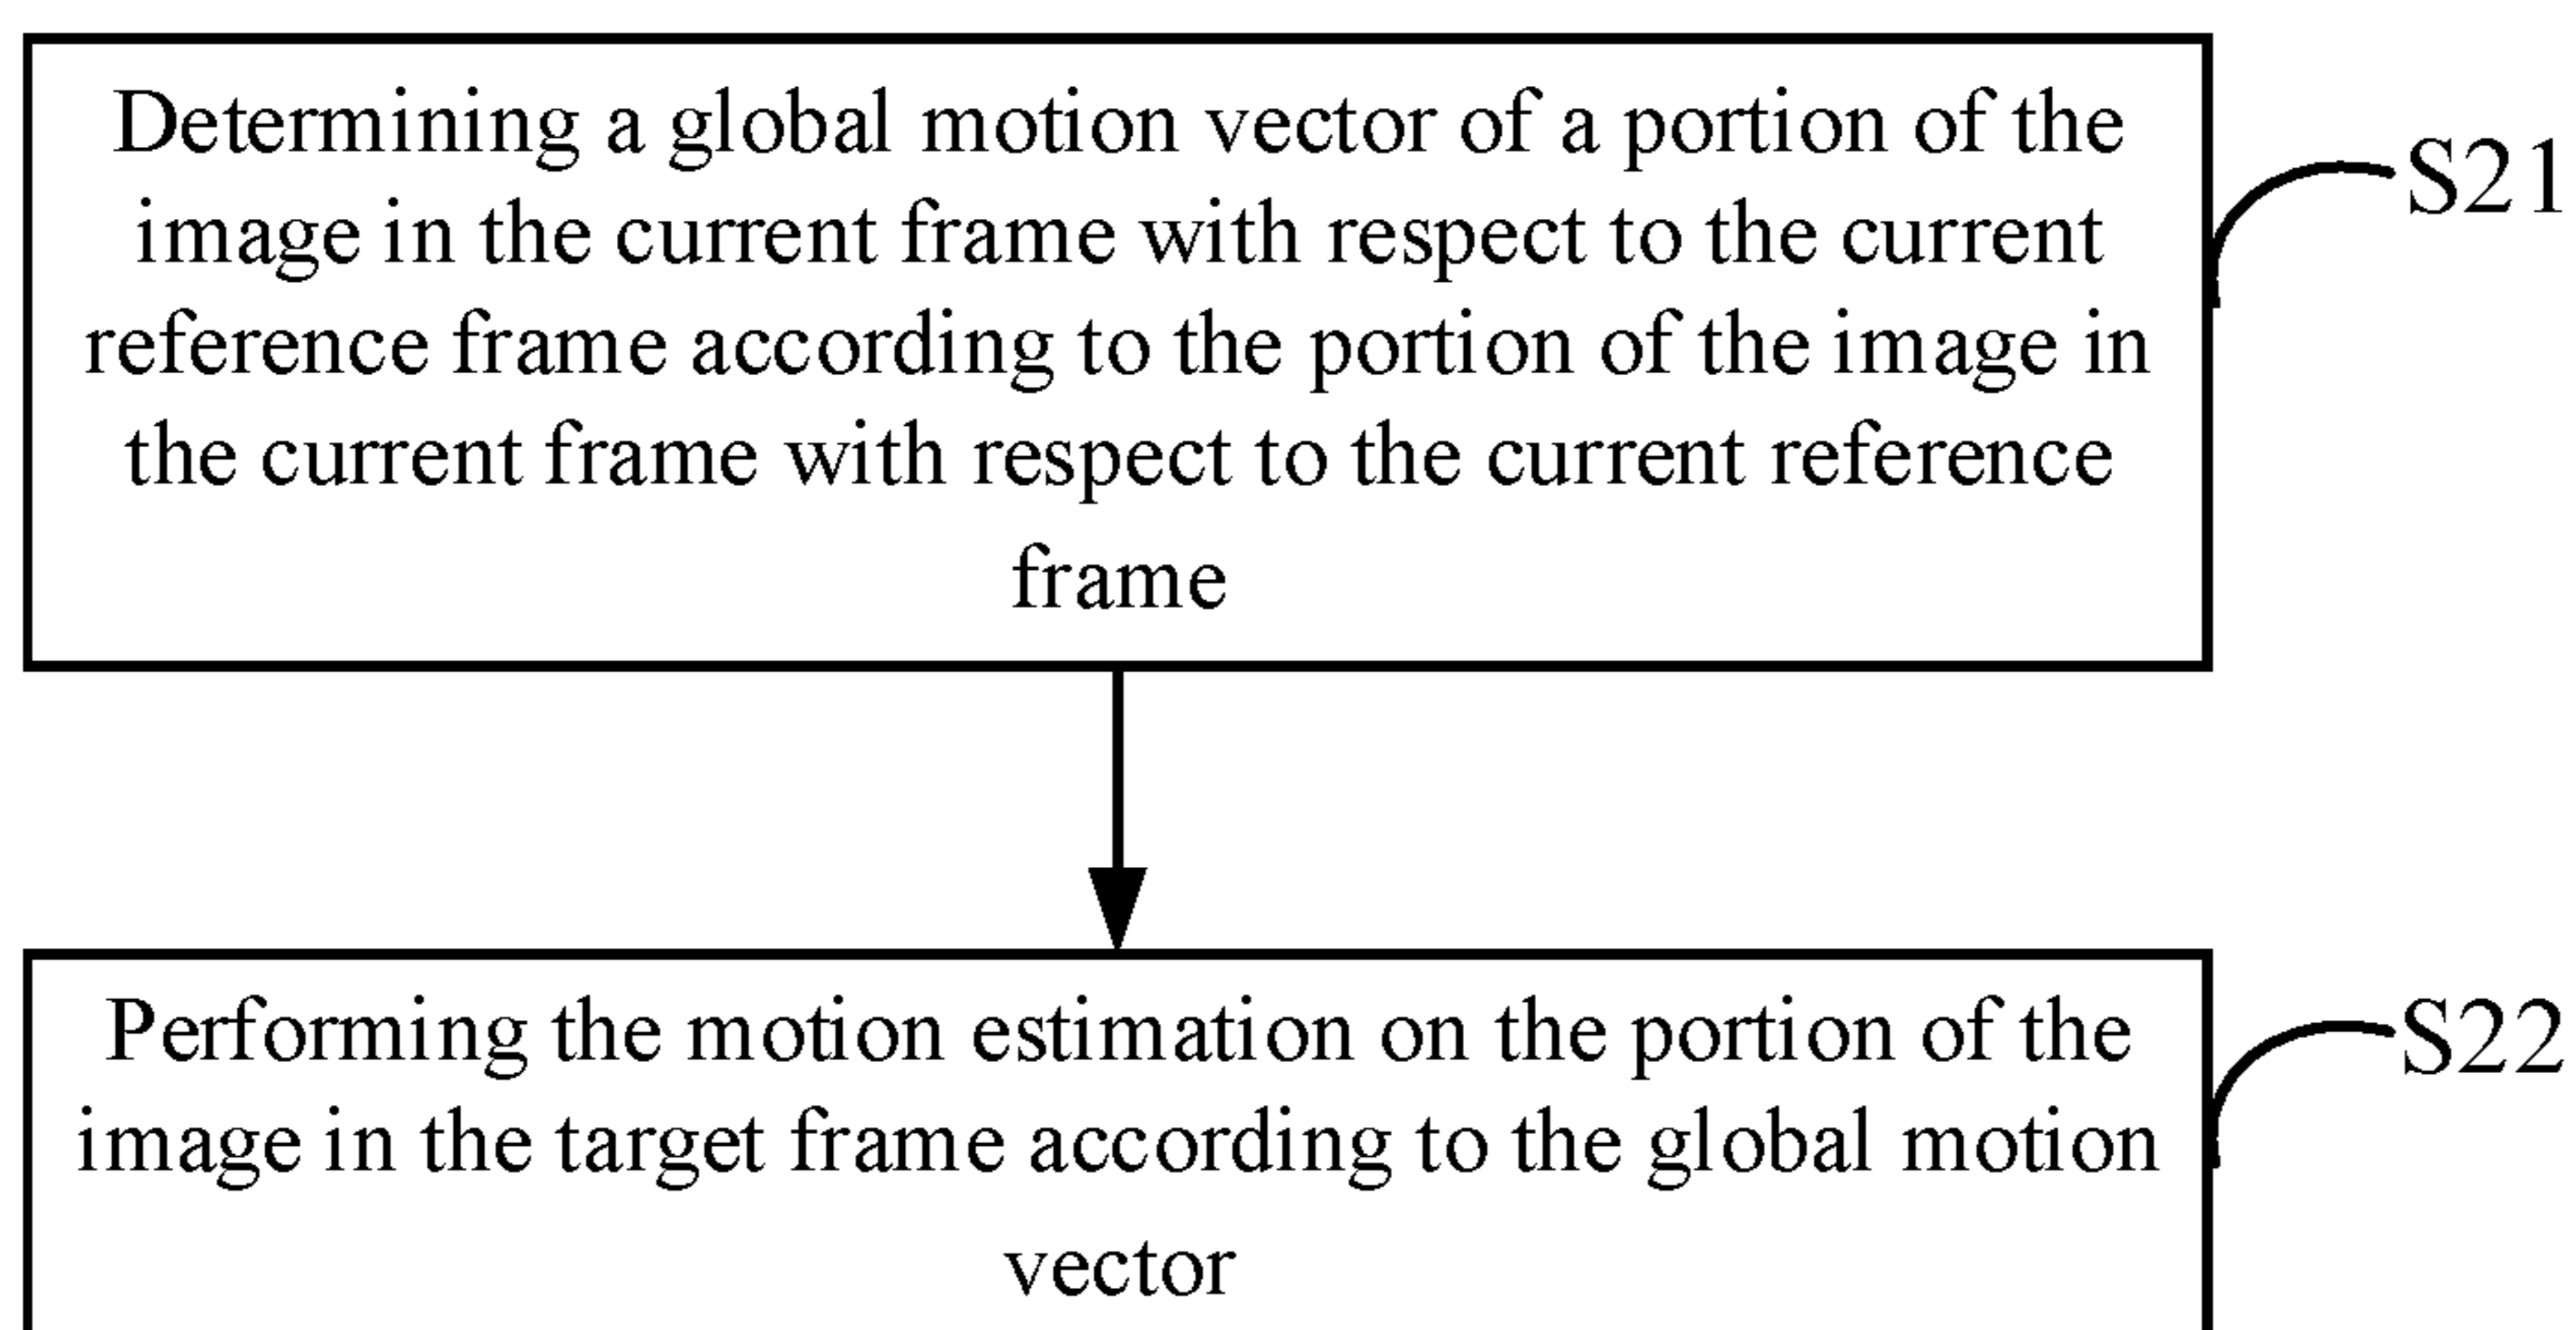 Determining a global motion vector of a portion of the
image in the current frame with respect to the current
reference frame according to the portion of the image in
the current frame with respect to the current reference
frame
S21
Performing the motion estimation on the portion of the
image in the target frame according to the global motion
vector
S22